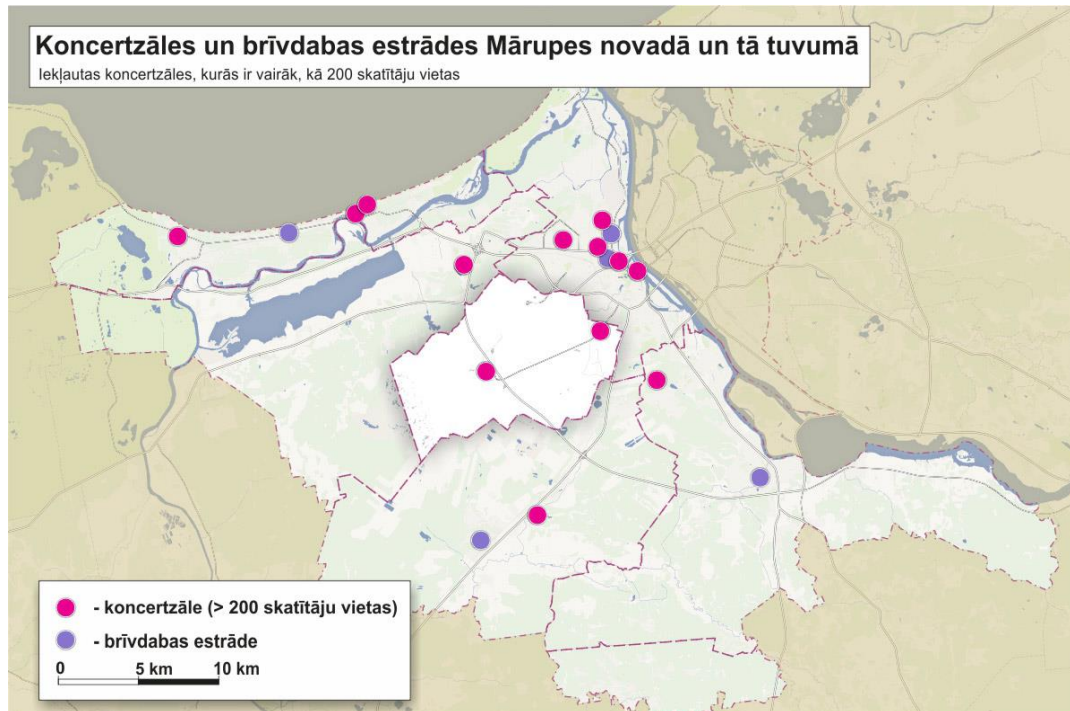 Koncertzāles un brīvdabas estrādes Mārupes novadā un tā tuvumā
Iekļautas koncertzāles, kurās ir vairāk, kā 200 skatītāju vietas
- koncertzāle (> 200 skatītāju vietas)
- brīvdabas estrāde
0 5 km 10 km